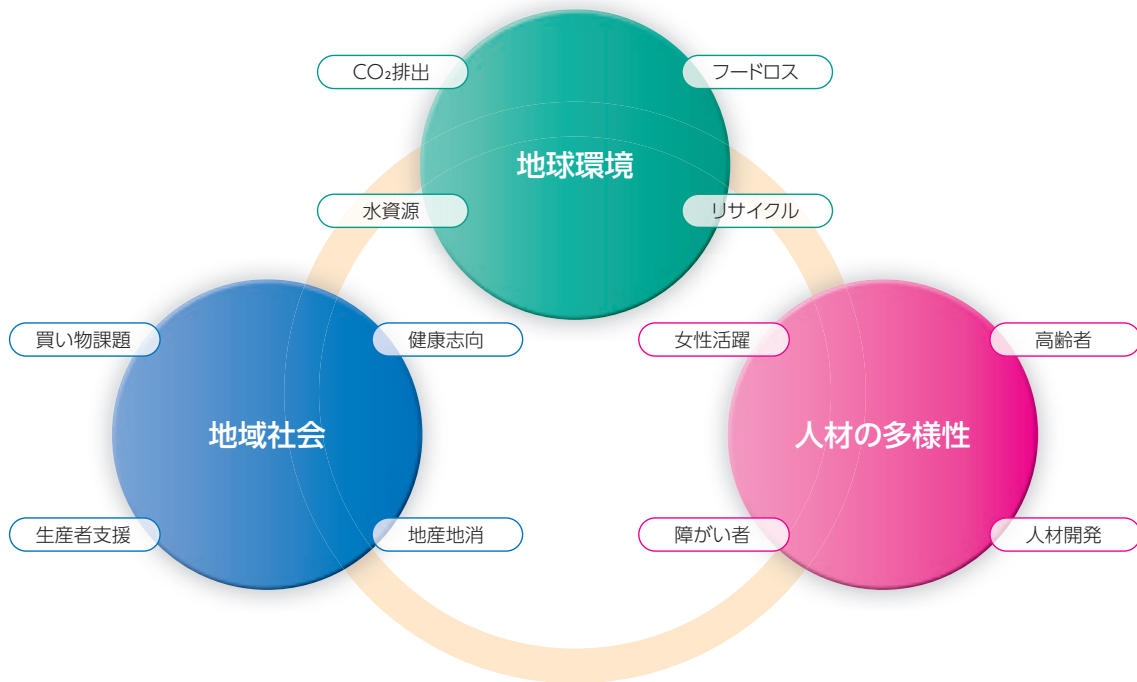 CO₂排出
フードロス
地球環境
水資源
リサイクル
買い物課題
健康志向
地域社会
生産者支援
地産地消
女性活躍
高齢者
人材の多様性
障がい者
人材開発